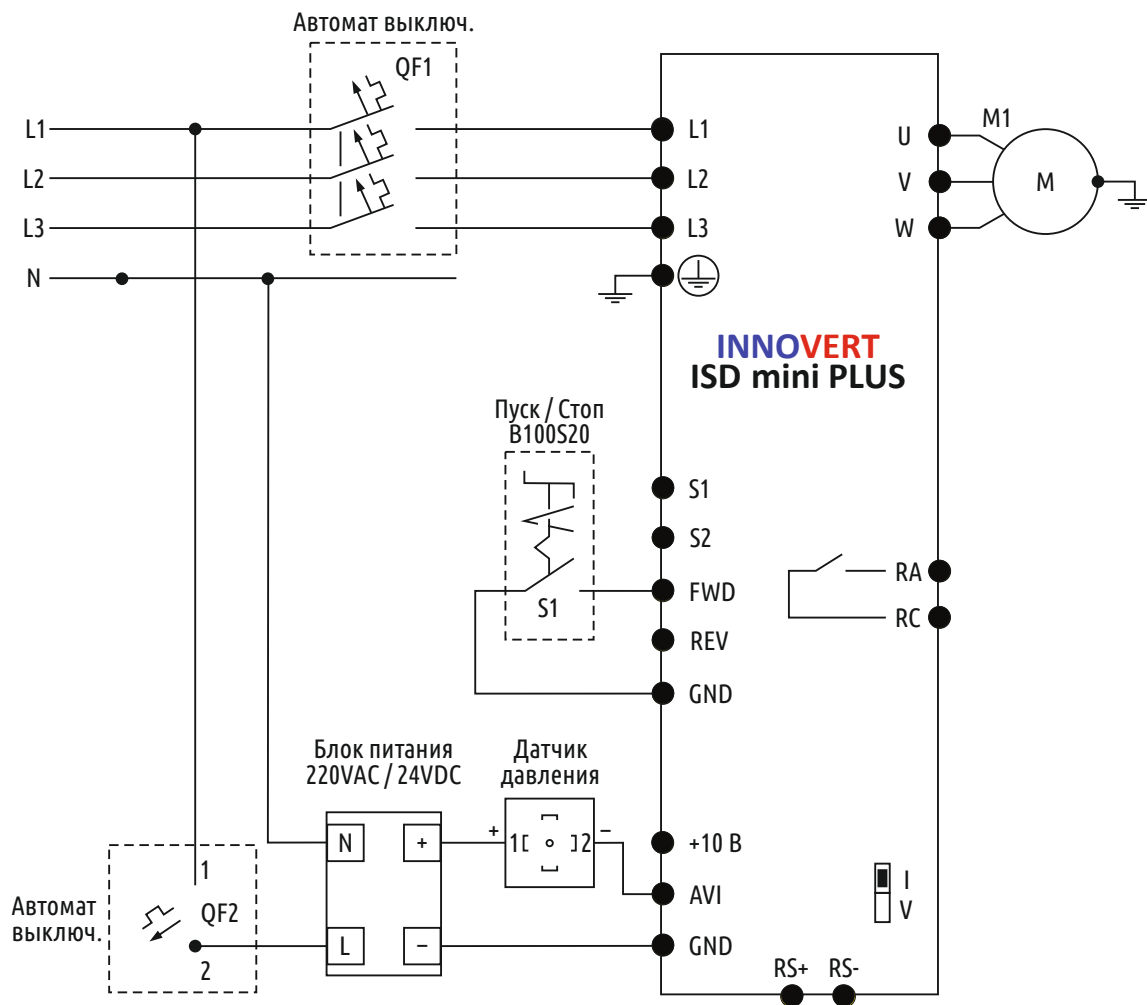 Автомат выключ.
QF1
L1
L2
L3
N
L1
L2
L3
U
V
W
M1
M
INNOVERT
ISD mini PLUS
Пуск / Стоп
B100S20
S1
S1
S2
FWD
REV
GND
RA
RC
Блок питания
220VAC / 24VDC
N
+
L
−
Датчик
давления
+
1
2
−
+10 В
AVI
GND
I
V
RS+
RS-
Автомат
выключ.
1
QF2
2